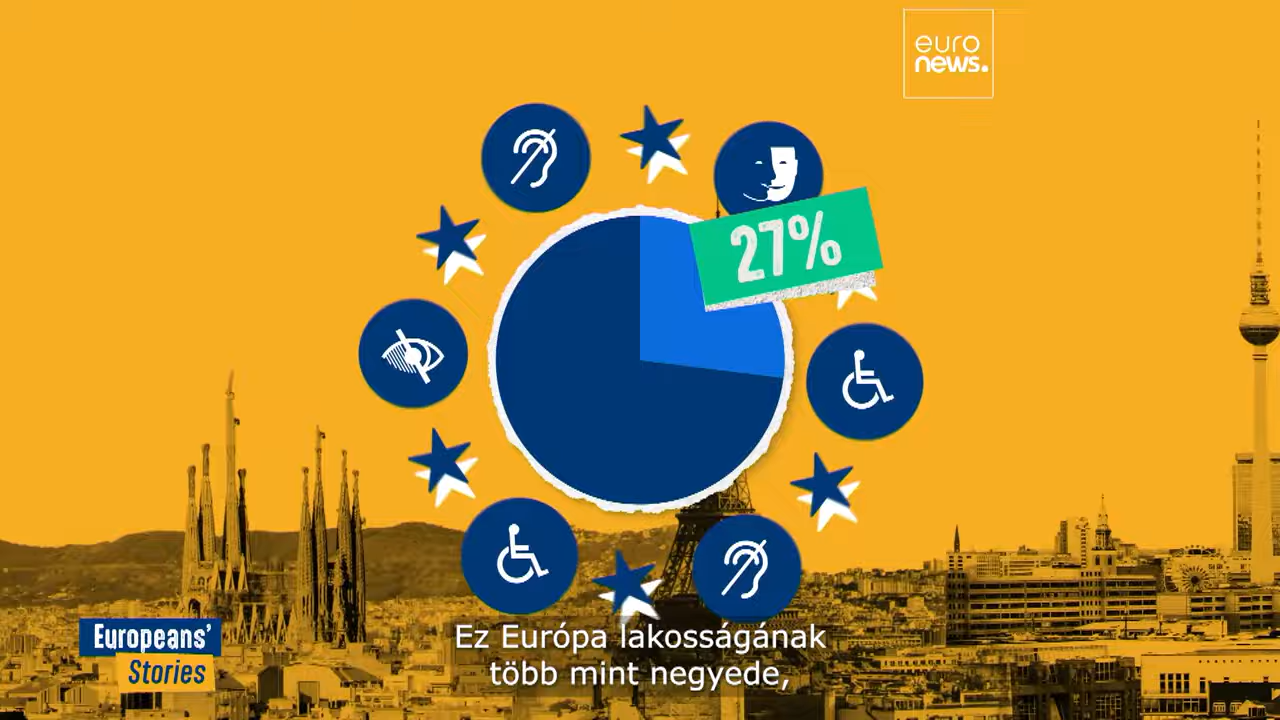 euro
news.
27%
Europeans'
Stories
Ez Európa lakosságának
több mint negyede,